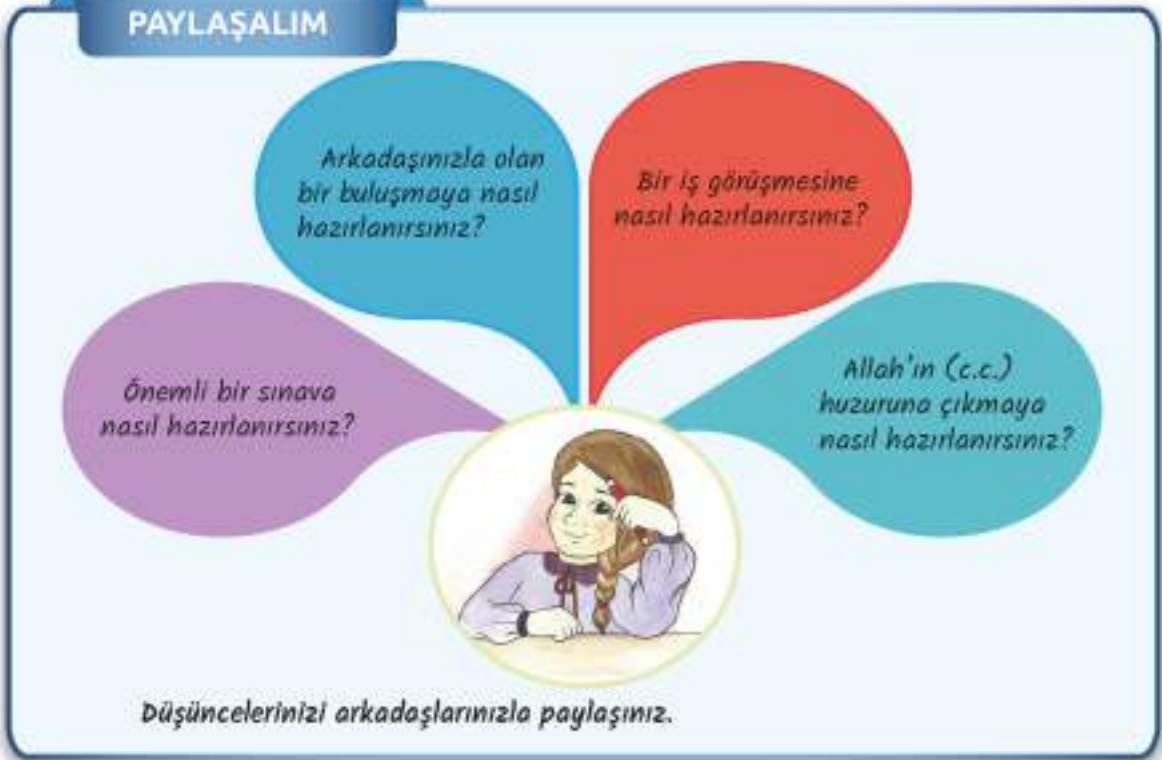 PAYLAŞALIM
Önemli bir sınava
nasıl hazırlanırsınız?
Arkadaşınızla olan
bir buluşmaya nasıl
hazırlanırsınız?
Bir iş görüşmesine
nasıl hazırlanırsınız?
Allah'ın (c.c.)
huzuruna çıkmaya
nasıl hazırlanırsınız?
Düşüncelerinizi arkadaşlarınızla paylaşınız.